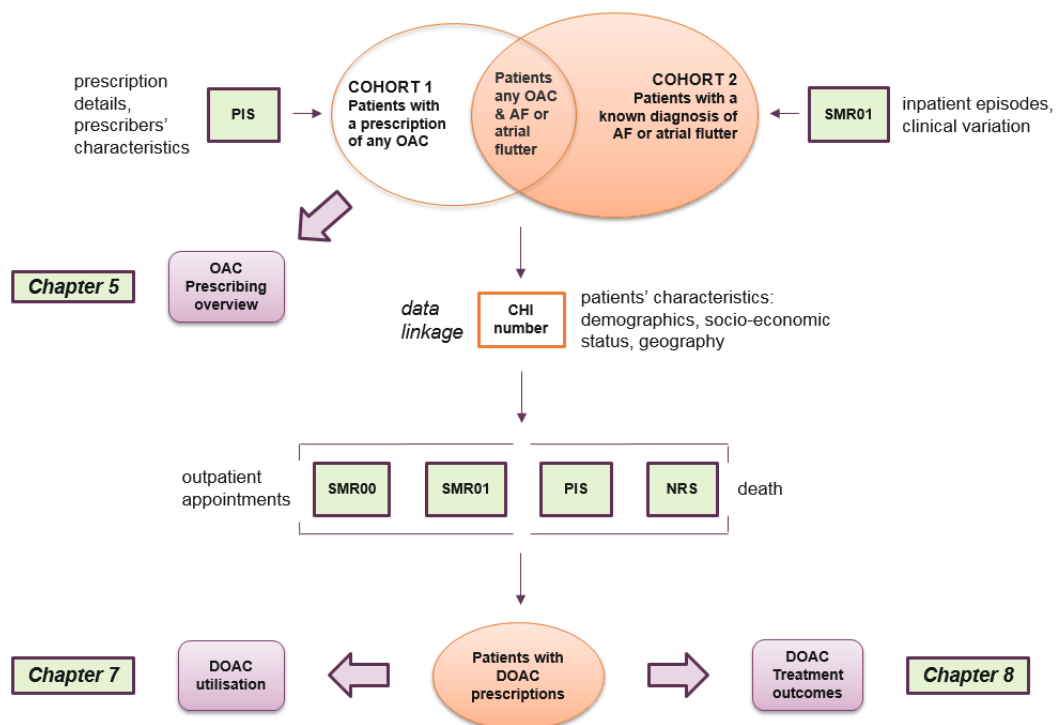 prescription
details,
prescribers'
characteristics
PIS
COHORT 1
Patients with
a prescription
of any OAC
Patients
any OAC
& AF or
atrial
flutter
COHORT 2
Patients with a
known diagnosis of
AF or atrial flutter
SMR01
inpatient episodes,
clinical variation
Chapter 5
OAC
Prescribing
overview
data
linkage
CHI
number
patients' characteristics:
demographics, socio-economic
status, geography
outpatient
appointments
SMR00
SMR01
PIS
NRS
death
Chapter 7
DOAC
utilisation
Patients with
DOAC
prescriptions
DOAC
Treatment
outcomes
Chapter 8